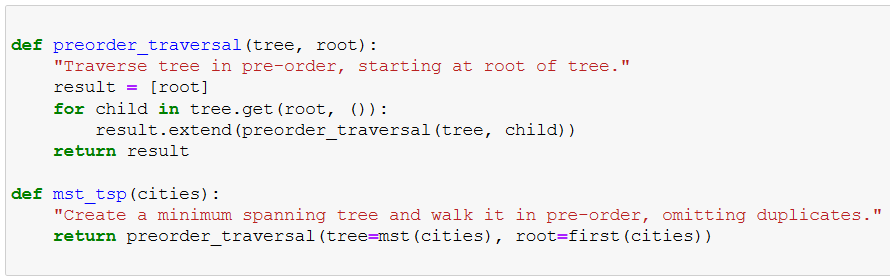 def preorder_traversal(tree, root):
    "Traverse tree in pre-order, starting at root of tree."
    result = [root]
    for child in tree.get(root, ()):
        result.extend(preorder_traversal(tree, child))
    return result

def mst_tsp(cities):
    "Create a minimum spanning tree and walk it in pre-order, omitting duplicates."
    return preorder_traversal(tree=mst(cities), root=first(cities))